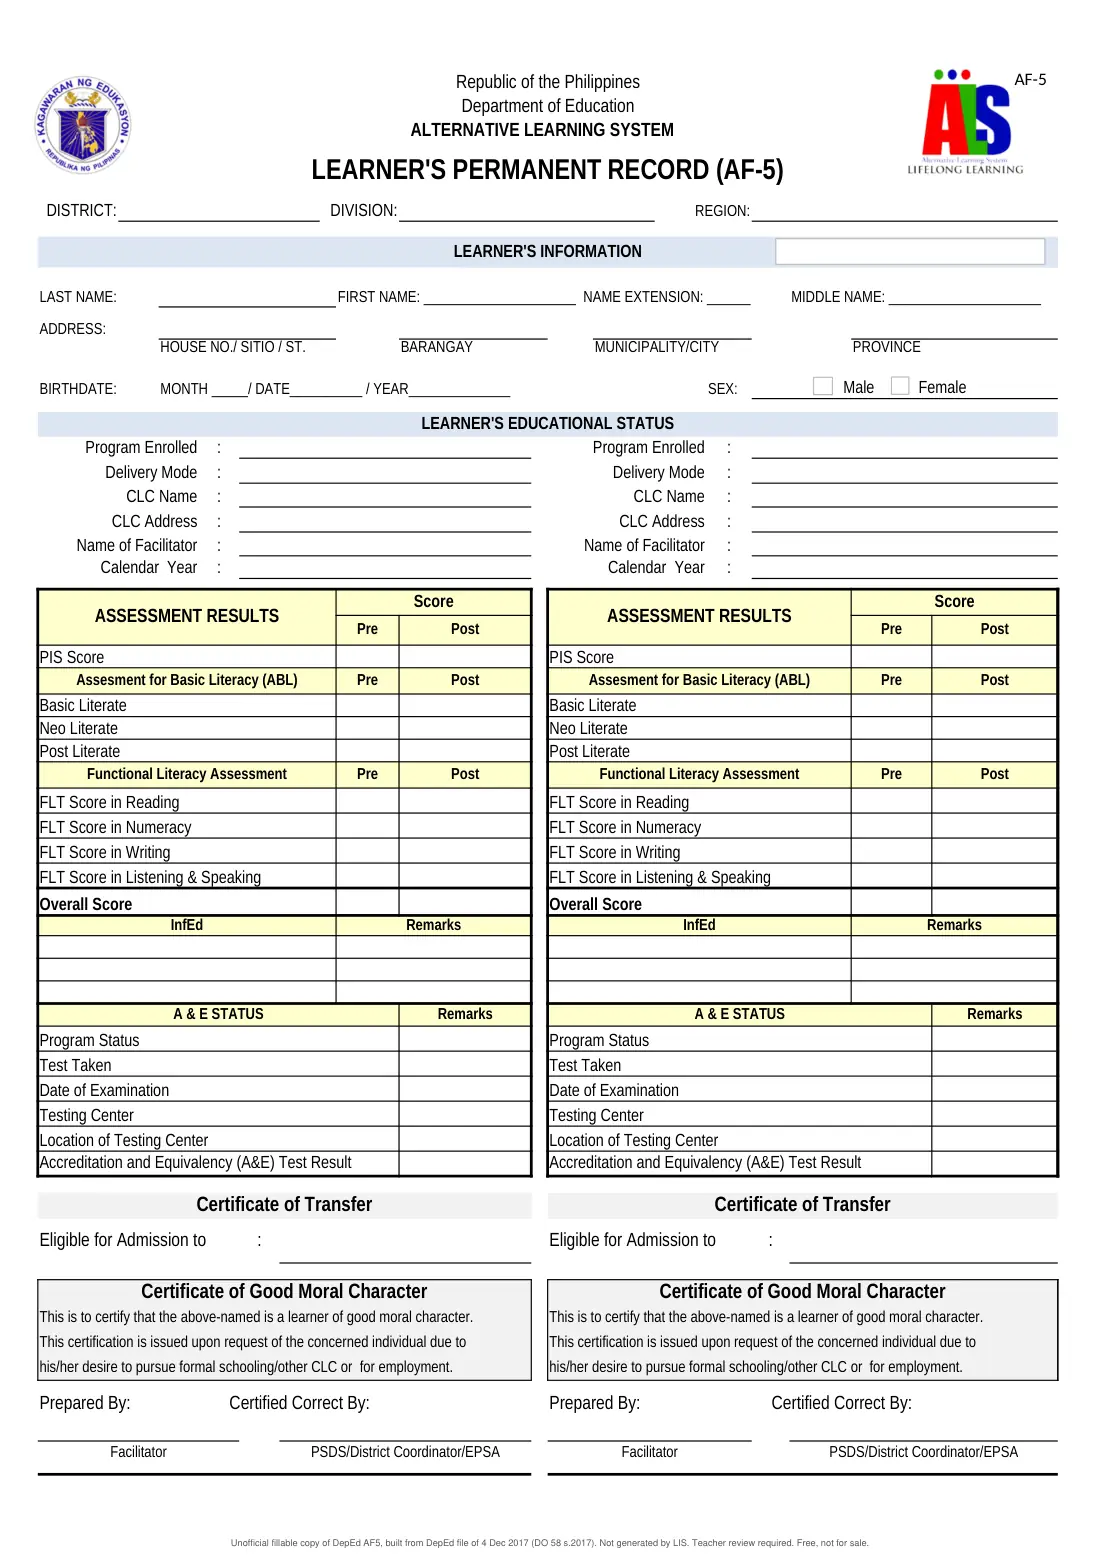 KAGAWARAN NG EDUKASYON
REPUBLIKA NG PILIPINAS
Republic of the Philippines
Department of Education
ALTERNATIVE LEARNING SYSTEM
LEARNER'S PERMANENT RECORD (AF-5)
ALS
Alternative Learning System
LIFELONG LEARNING
AF-5
DISTRICT: DIVISION: REGION:
LEARNER'S INFORMATION
LAST NAME: FIRST NAME: NAME EXTENSION: MIDDLE NAME:
ADDRESS:
HOUSE NO./ SITIO / ST. BARANGAY MUNICIPALITY/CITY PROVINCE
BIRTHDATE: MONTH _____/ DATE__________ / YEAR______________ SEX: Male Female
LEARNER'S EDUCATIONAL STATUS
Program Enrolled : Program Enrolled :
Delivery Mode : Delivery Mode :
CLC Name : CLC Name :
CLC Address : CLC Address :
Name of Facilitator : Name of Facilitator :
Calendar Year : Calendar Year :
ASSESSMENT RESULTS Score ASSESSMENT RESULTS Score
Pre Post Pre Post
PIS Score PIS Score
Assesment for Basic Literacy (ABL) Pre Post Assesment for Basic Literacy (ABL) Pre Post
Basic Literate Basic Literate
Neo Literate Neo Literate
Post Literate Post Literate
Functional Literacy Assessment Pre Post Functional Literacy Assessment Pre Post
FLT Score in Reading FLT Score in Reading
FLT Score in Numeracy FLT Score in Numeracy
FLT Score in Writing FLT Score in Writing
FLT Score in Listening & Speaking FLT Score in Listening & Speaking
Overall Score Overall Score
InfEd Remarks InfEd Remarks
A & E STATUS Remarks A & E STATUS Remarks
Program Status Program Status
Test Taken Test Taken
Date of Examination Date of Examination
Testing Center Testing Center
Location of Testing Center Location of Testing Center
Accreditation and Equivalency (A&E) Test Result Accreditation and Equivalency (A&E) Test Result
Certificate of Transfer Certificate of Transfer
Eligible for Admission to : Eligible for Admission to :
Certificate of Good Moral Character Certificate of Good Moral Character
This is to certify that the above-named is a learner of good moral character. This is to certify that the above-named is a learner of good moral character.
This certification is issued upon request of the concerned individual due to This certification is issued upon request of the concerned individual due to
his/her desire to pursue formal schooling/other CLC or for employment. his/her desire to pursue formal schooling/other CLC or for employment.
Prepared By: Certified Correct By: Prepared By: Certified Correct By:
Facilitator PSDS/District Coordinator/EPSA Facilitator PSDS/District Coordinator/EPSA
Unofficial fillable copy of DepEd AF5, built from DepEd file of 4 Dec 2017 (DO 58 s.2017). Not generated by LIS. Teacher review required. Free, not for sale.